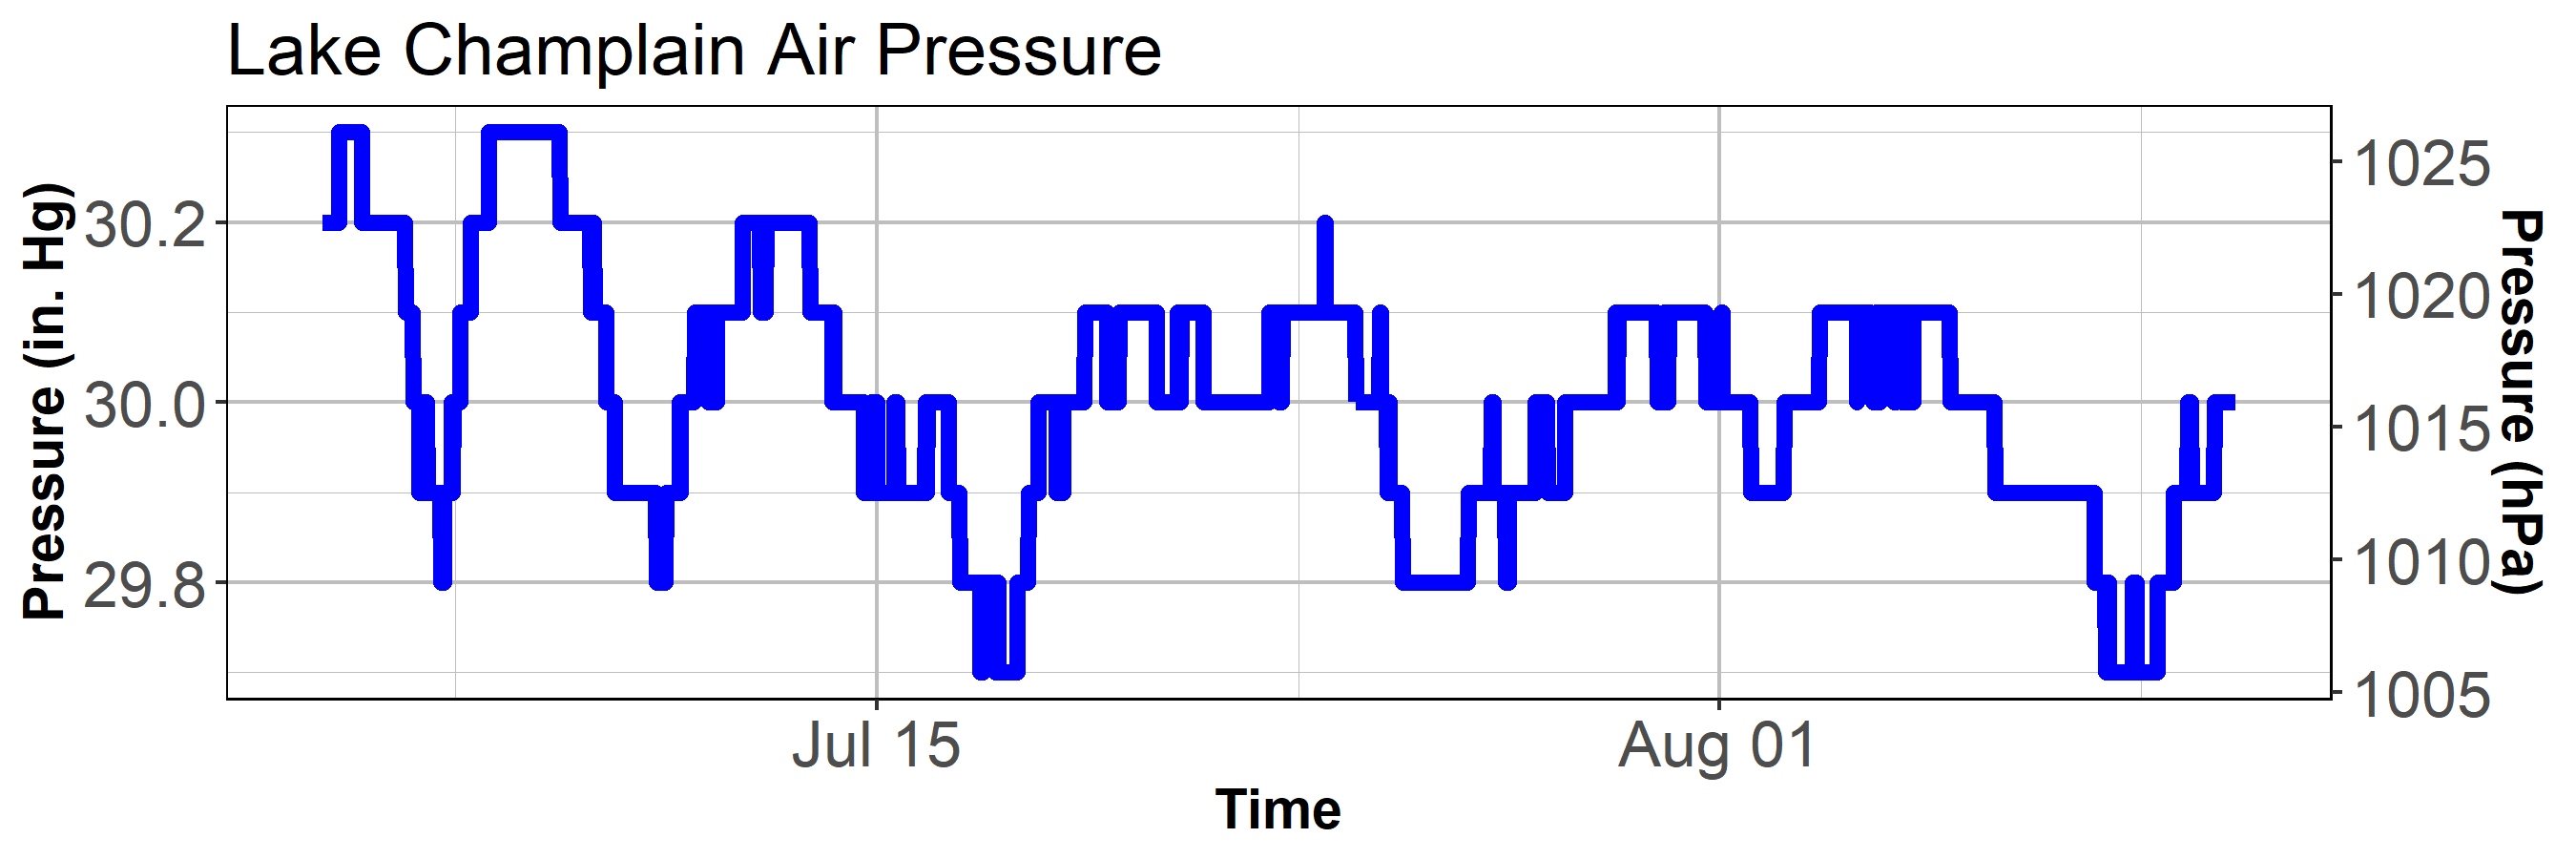 Lake Champlain Air Pressure
Pressure (in. Hg)
30.2
30.0
29.8
1025
1020
1015
1010
1005
Pressure (hPa)
Jul 15
Aug 01
Time